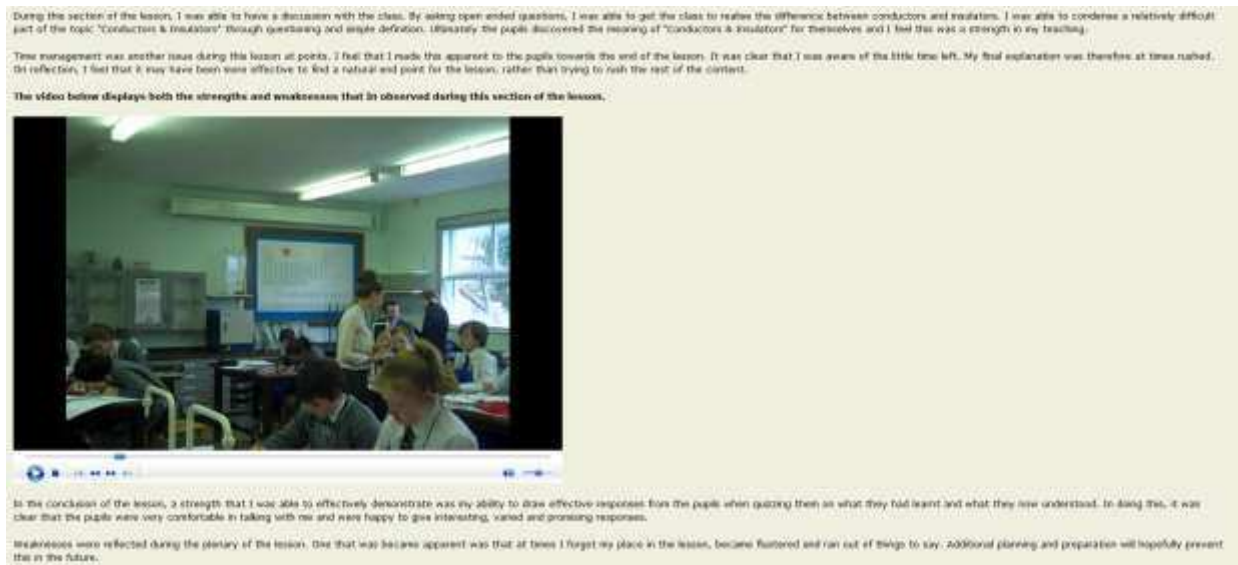 During this section of the lesson, I was able to have a discussion with the class. By asking open ended questions, I was able to get the class to realise the difference between conductors and insulators. I was able to condense a relatively difficult
part of the topic "Conductors & Insulators" through questioning and simple definition. Ultimately the pupils discovered the meaning of "Conductors & Insulators" for themselves and I feel this was a strength in my teaching.
Time management was another issue during this lesson at points. I feel that I made this apparent to the pupils towards the end of the lesson. It was clear that I was aware of the little time left. My final explanation was therefore at times rushed.
On reflection, I feel that it may have been more effective to find a natural end point for the lesson, rather than trying to rush the rest of the content.
The video below displays both the strengths and weaknesses that In observed during this section of the lesson.
In the conclusion of the lesson, a strength that I was able to effectively demonstrate was my ability to draw effective responses from the pupils when quizing them on what they had learnt and what they now understood. In doing this, it was
clear that the pupils were very comfortable in talking with me and were happy to give interesting, varied and promising responses.
Weaknesses were reflected during the plenary of the lesson. One that was became apparent was that at times I forgot my place in the lesson, became flustered and ran out of things to say. Additional planning and preparation will hopefully prevent
this in the future.